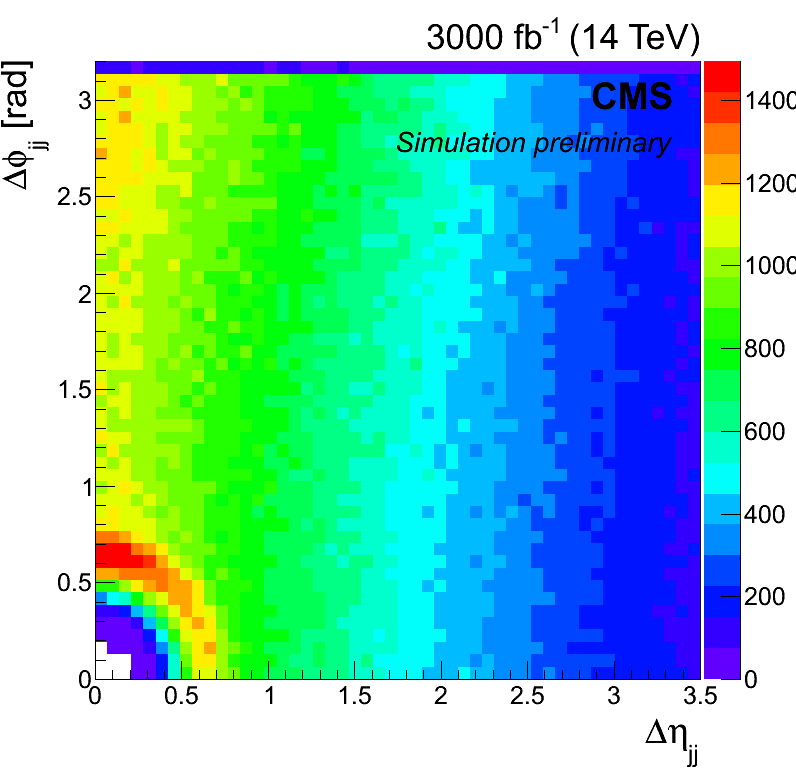 3000 fb-1 (14 TeV)
CMS
Simulation preliminary
Δϕjj [rad]
3
2.5
2
1.5
1
0.5
0
0 0.5 1 1.5 2 2.5 3 3.5
Δηjj
1400
1200
1000
800
600
400
200
0